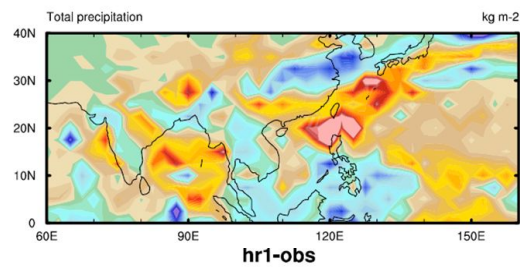 Total precipitation kg m-2
40N
30N
20N
10N
0
60E 90E 120E 150E
hr1-obs